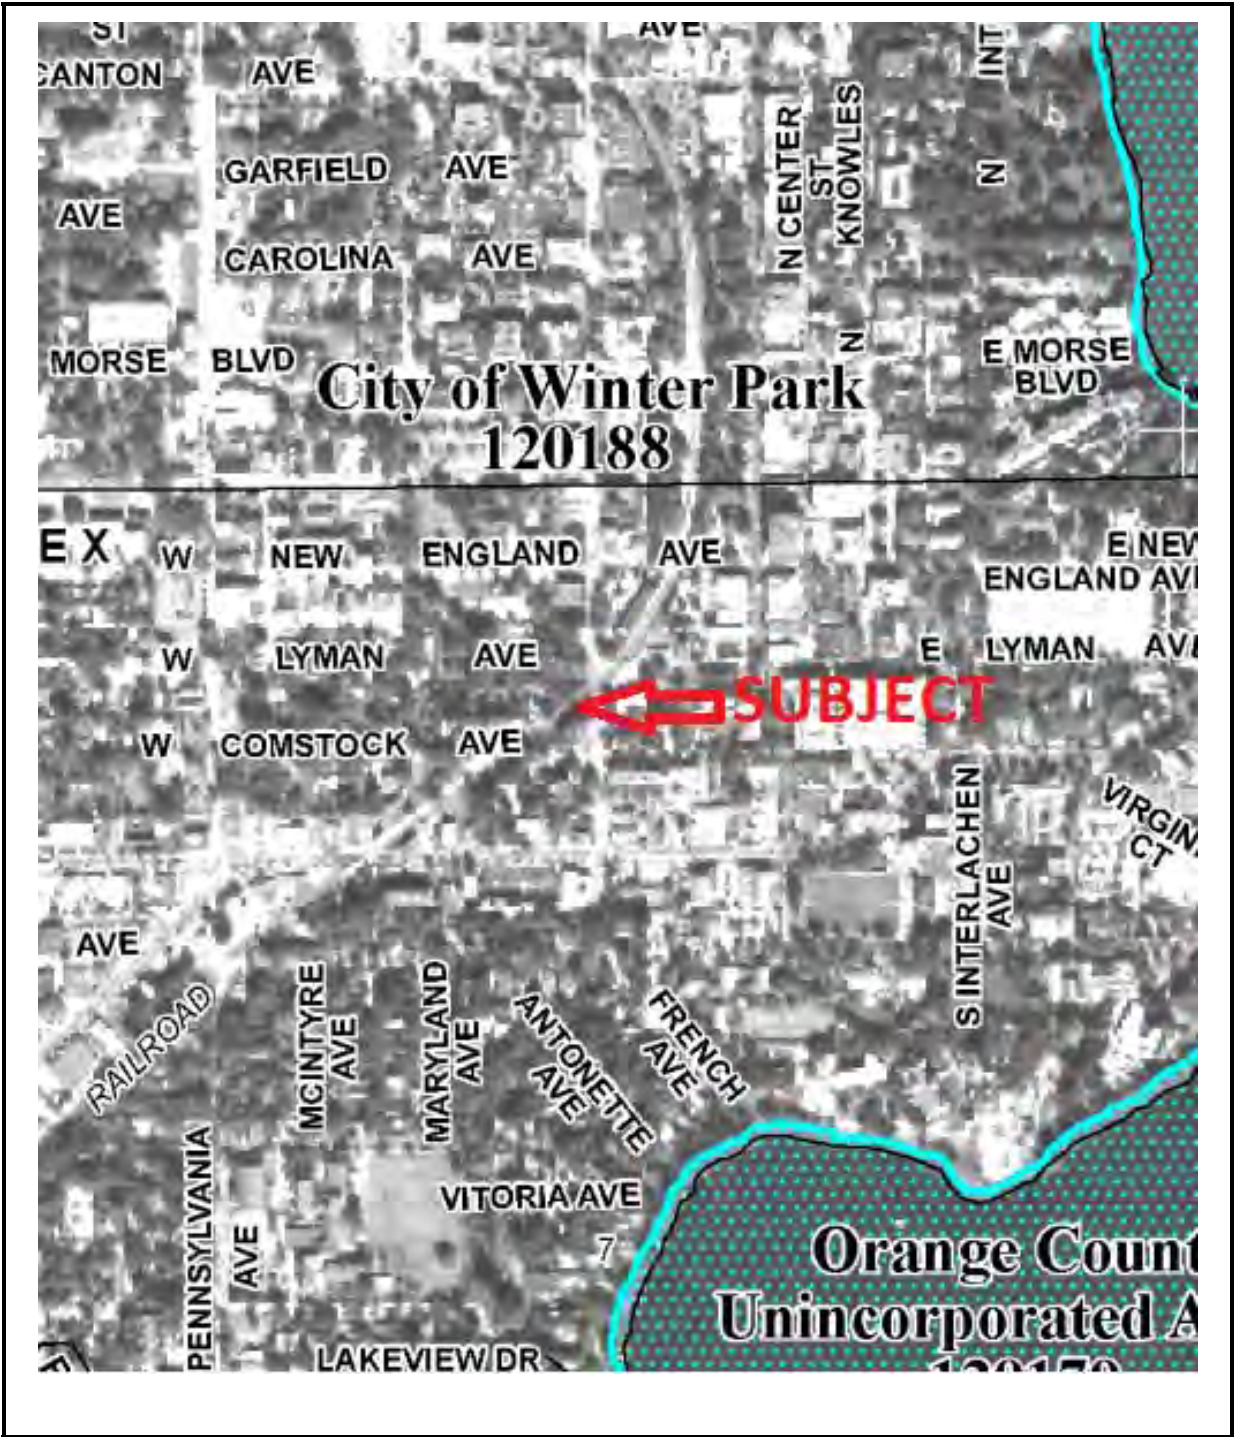 ST
AVE
CANTON AVE
N INT
GARFIELD AVE
N CENTER
ST
N KNOWLES
AVE
CAROLINA AVE
MORSE BLVD
E MORSE
BLVD
City of Winter Park
120188
E X
W NEW ENGLAND AVE
E NEW
ENGLAND AVE
W LYMAN AVE
E LYMAN AVE
SUBJECT
W COMSTOCK AVE
S INTERLACHEN
AVE
VIRGIN
CT
AVE
RAILROAD
MCINTYRE
AVE
MARYLAND
AVE
ANTONETTE
AVE
FRENCH
AVE
PENNSYLVANIA
AVE
VITORIA AVE
7
Orange Count
Unincorporated A
LAKEVIEW DR